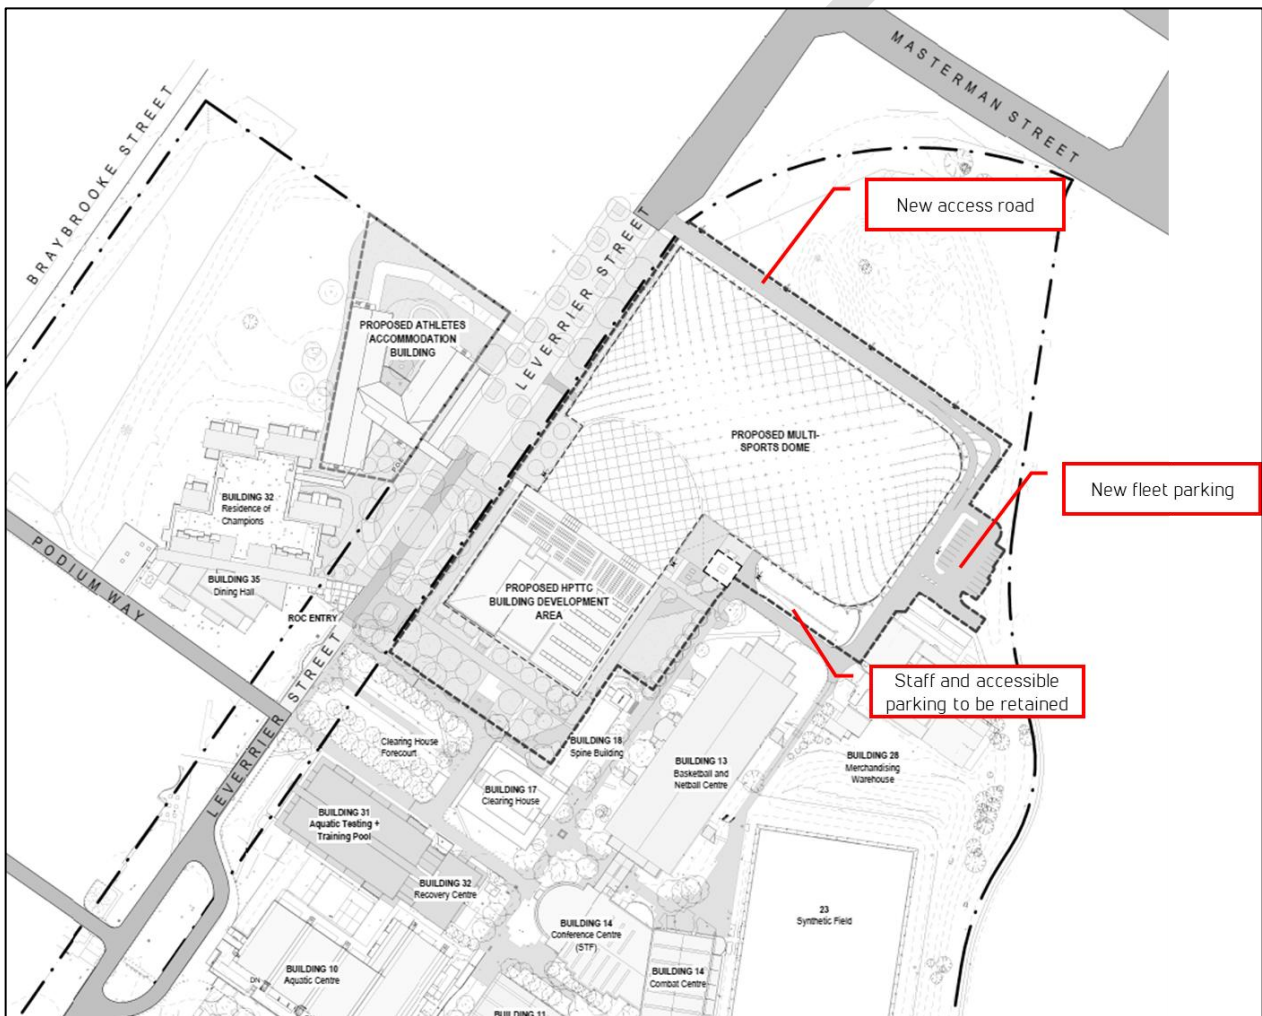 MASTERMAN STREET
BRAYBROOKE STREET
New access road
LEVERRIER STREET
PROPOSED ATHLETES
ACCOMMODATION
BUILDING
PROPOSED MULTI-
SPORTS DOME
New fleet parking
BUILDING 32
Residence of
Champions
PODIUM WAY
BUILDING 35
Dining Hall
PROPOSED HPTTC
BUILDING DEVELOPMENT
AREA
ROC ENTRY
LEVERRIER STREET
Staff and accessible
parking to be retained
Clearing House
Forecourt
BUILDING 18
Spine Building
BUILDING 13
Basketball and
Netball Centre
BUILDING 28
Merchandising
Warehouse
BUILDING 17
Clearing House
BUILDING 31
Aquatic Testing +
Training Pool
BUILDING 32
Recovery Centre
BUILDING 14
Conference Centre
(STF)
23
Synthetic Field
BUILDING 10
Aquatic Centre
DN
BUILDING 14
Combat Centre
BUILDING 11